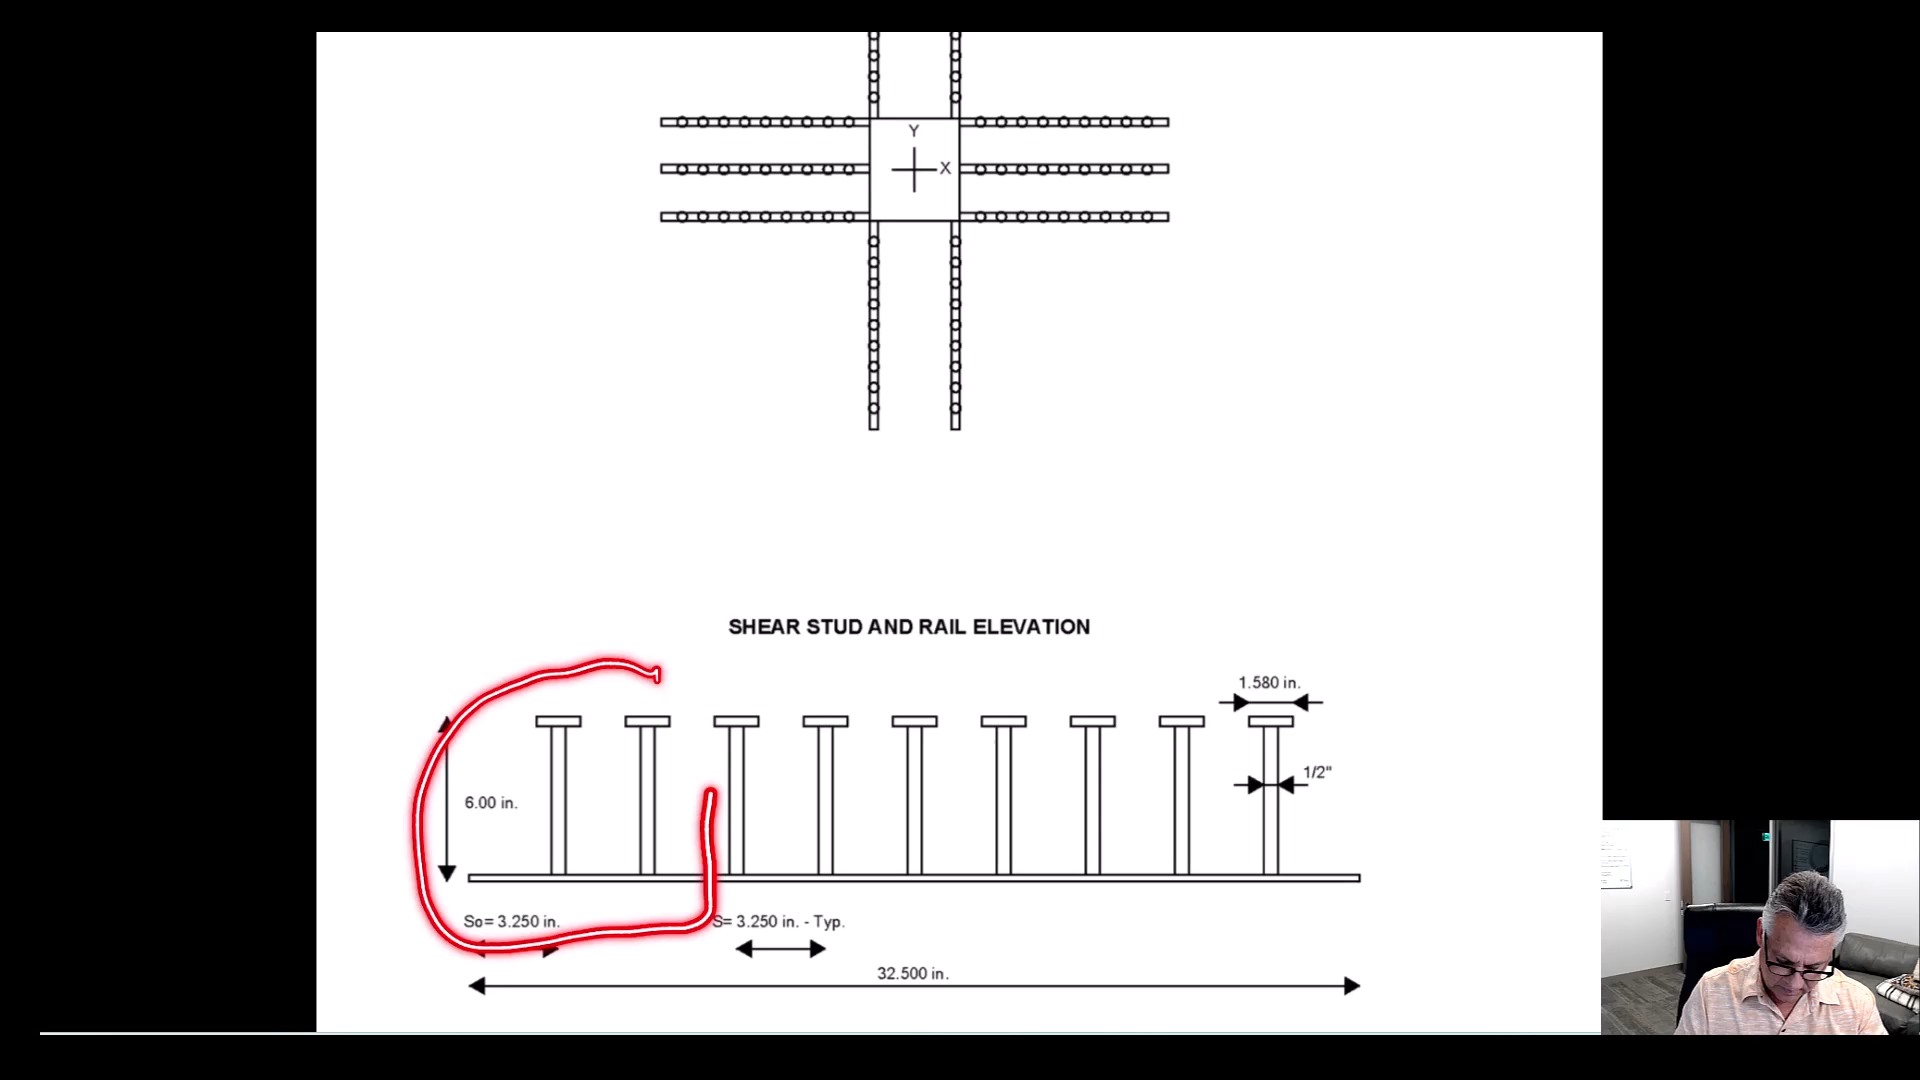 Y
X
SHEAR STUD AND RAIL ELEVATION
1.580 in.
1/2"
6.00 in.
So= 3.250 in.
S= 3.250 in. - Typ.
32.500 in.